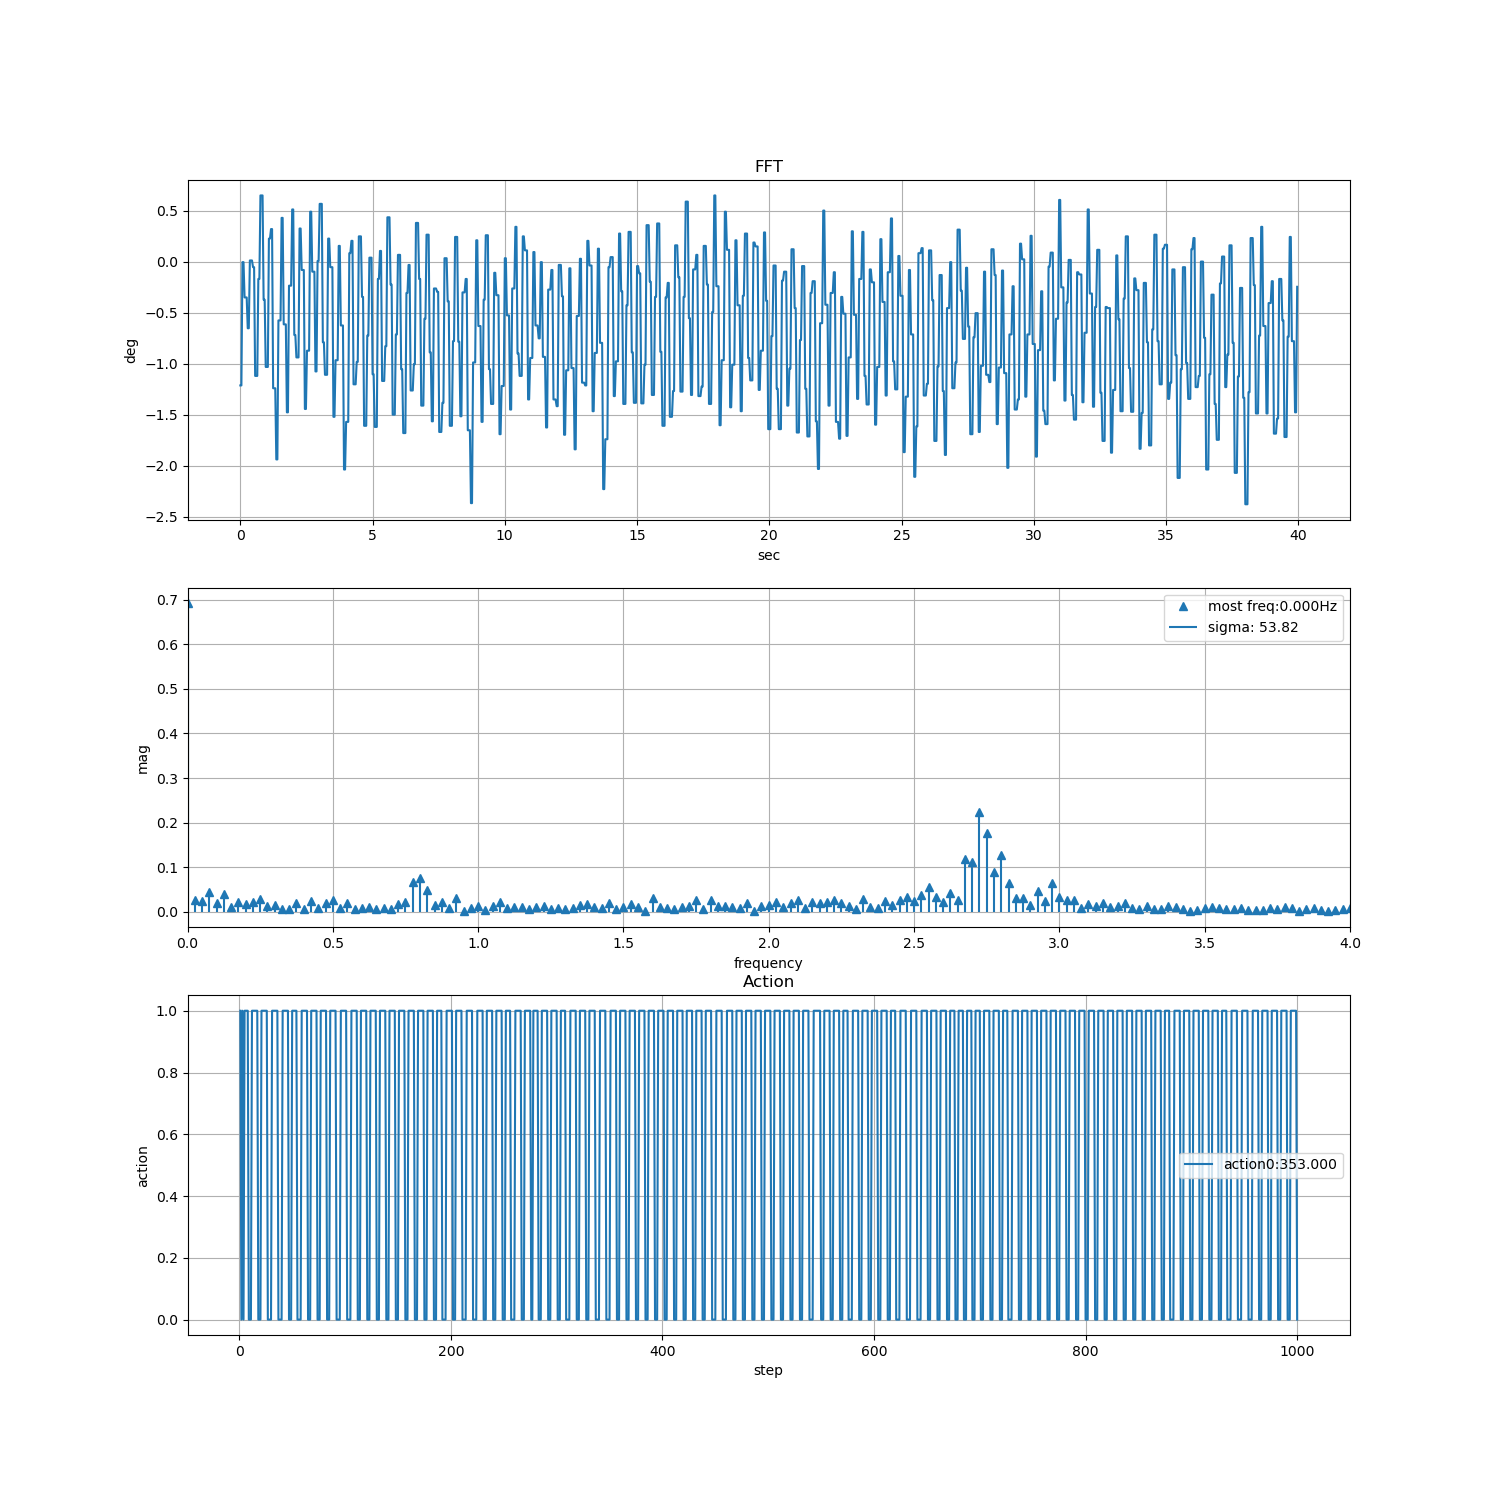 FFT
0.5
0.0
−0.5
−1.0
−1.5
−2.0
−2.5
deg
0 5 10 15 20 25 30 35 40
sec
0.7
0.6
0.5
0.4
0.3
0.2
0.1
0.0
mag
most freq:0.000Hz
sigma: 53.82
0.0 0.5 1.0 1.5 2.0 2.5 3.0 3.5 4.0
frequency
Action
1.0
0.8
0.6
0.4
0.2
0.0
action
action0:353.000
0 200 400 600 800 1000
step